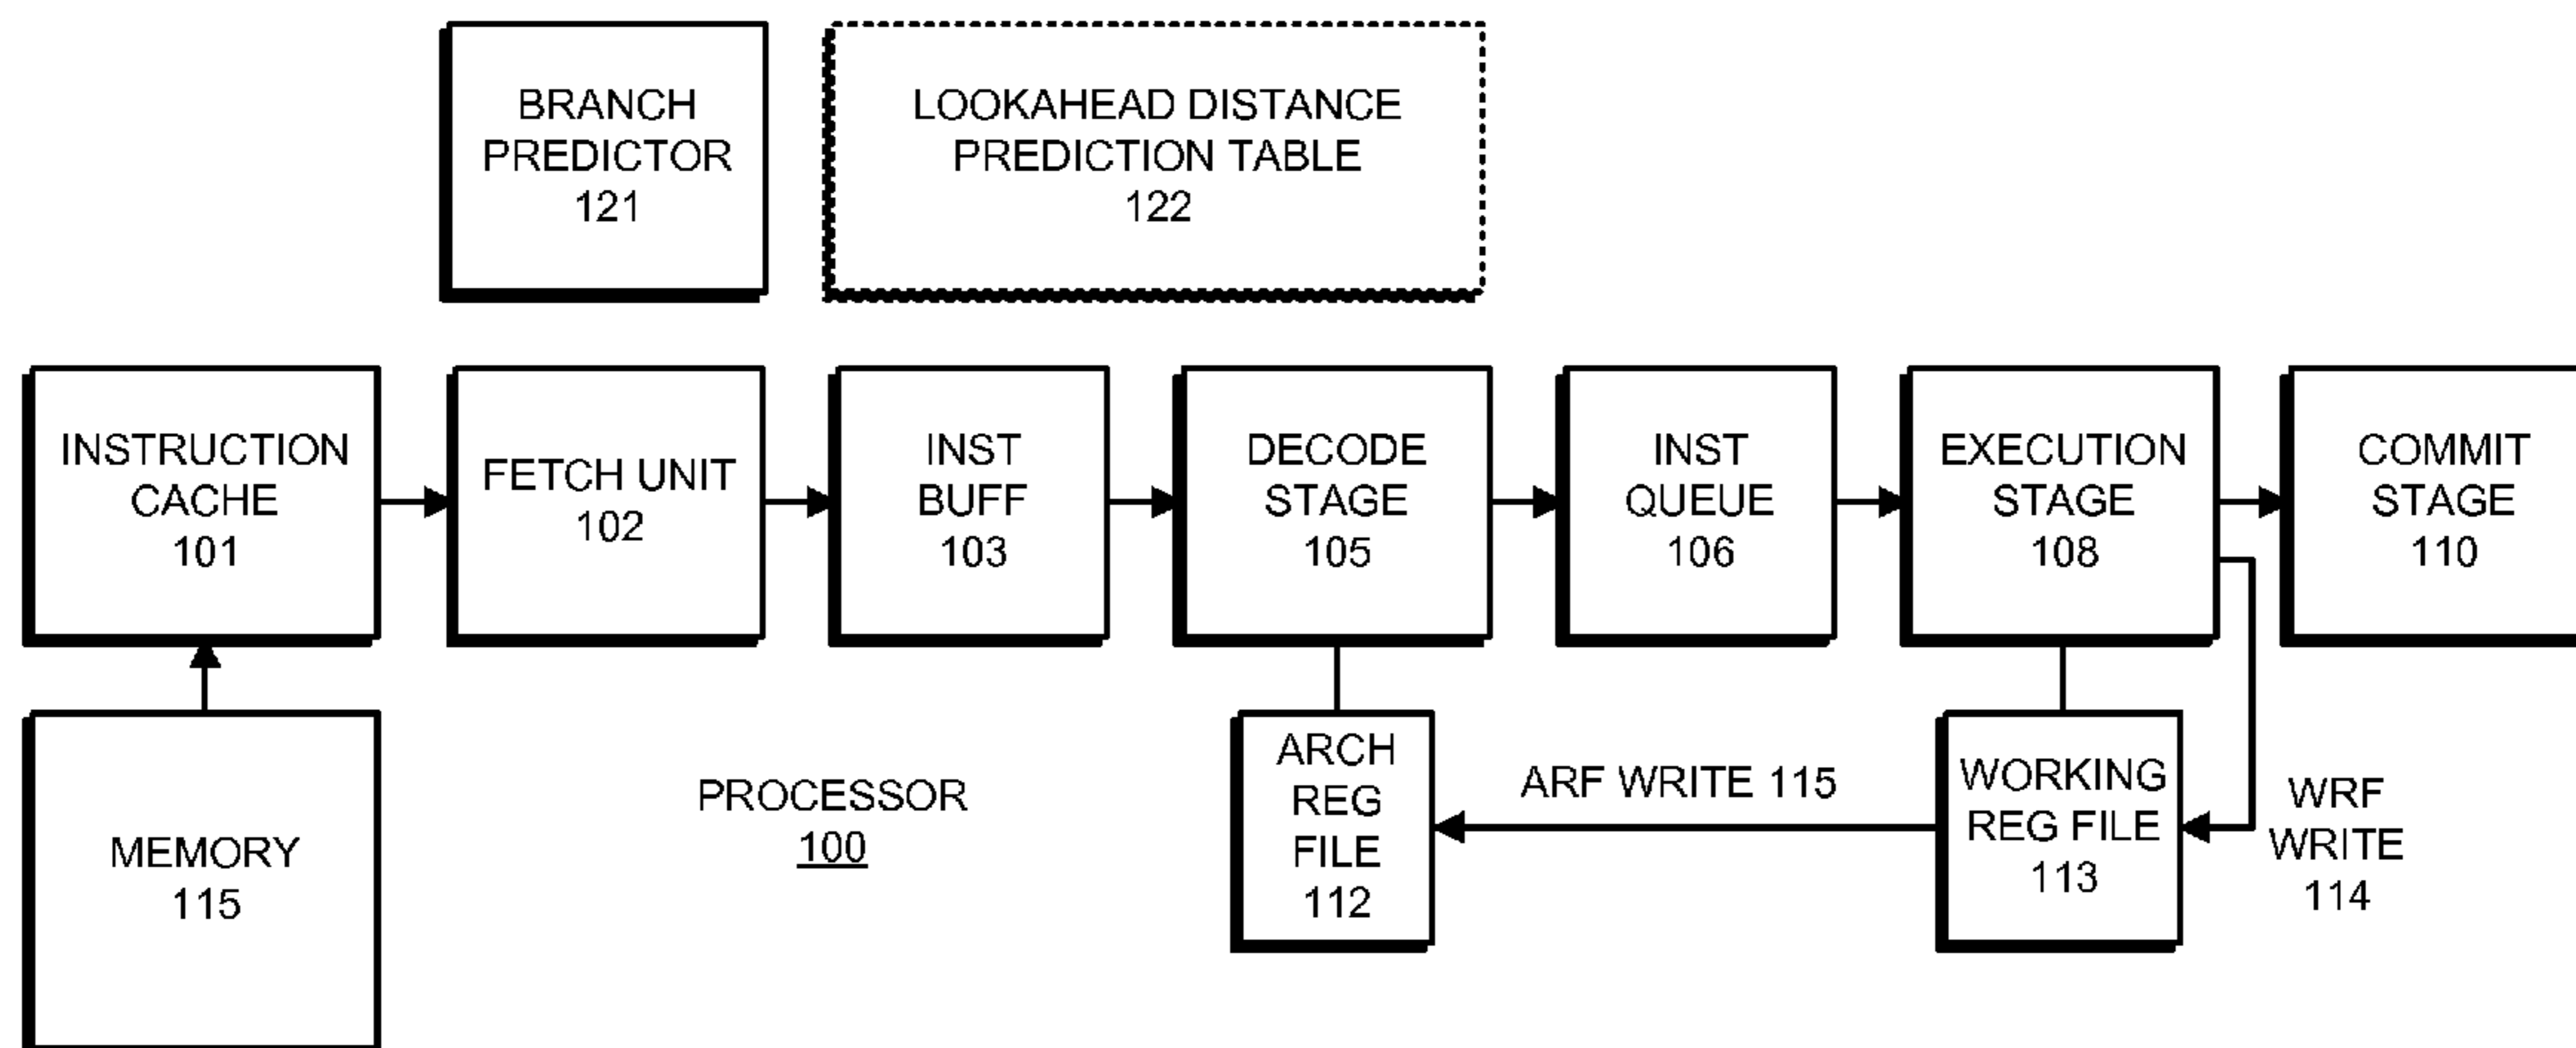 BRANCH
PREDICTOR
121
LOOKAHEAD DISTANCE
PREDICTION TABLE
122
INSTRUCTION
CACHE
101
FETCH UNIT
102
INST
BUFF
103
DECODE
STAGE
105
INST
QUEUE
106
EXECUTION
STAGE
108
COMMIT
STAGE
110
MEMORY
115
PROCESSOR
100
ARCH
REG
FILE
112
ARF WRITE 115
WORKING
REG FILE
113
WRF
WRITE
114